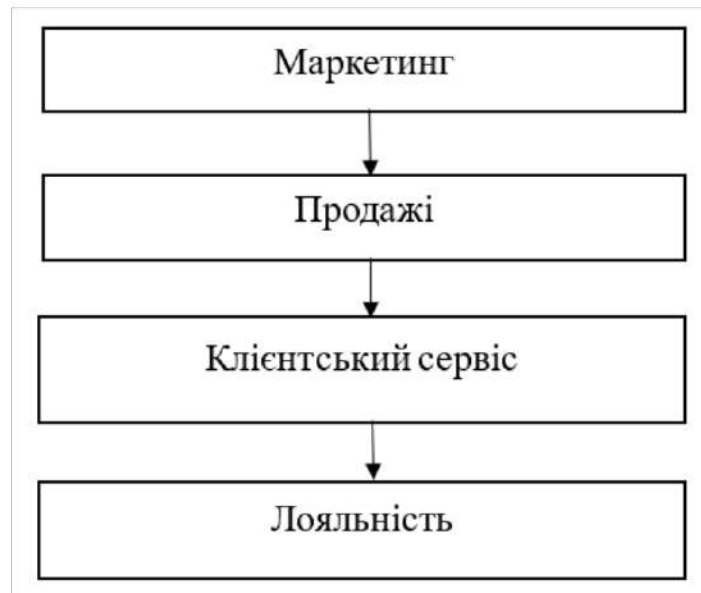 Маркетинг
Продажі
Клієнтський сервіс
Лояльність